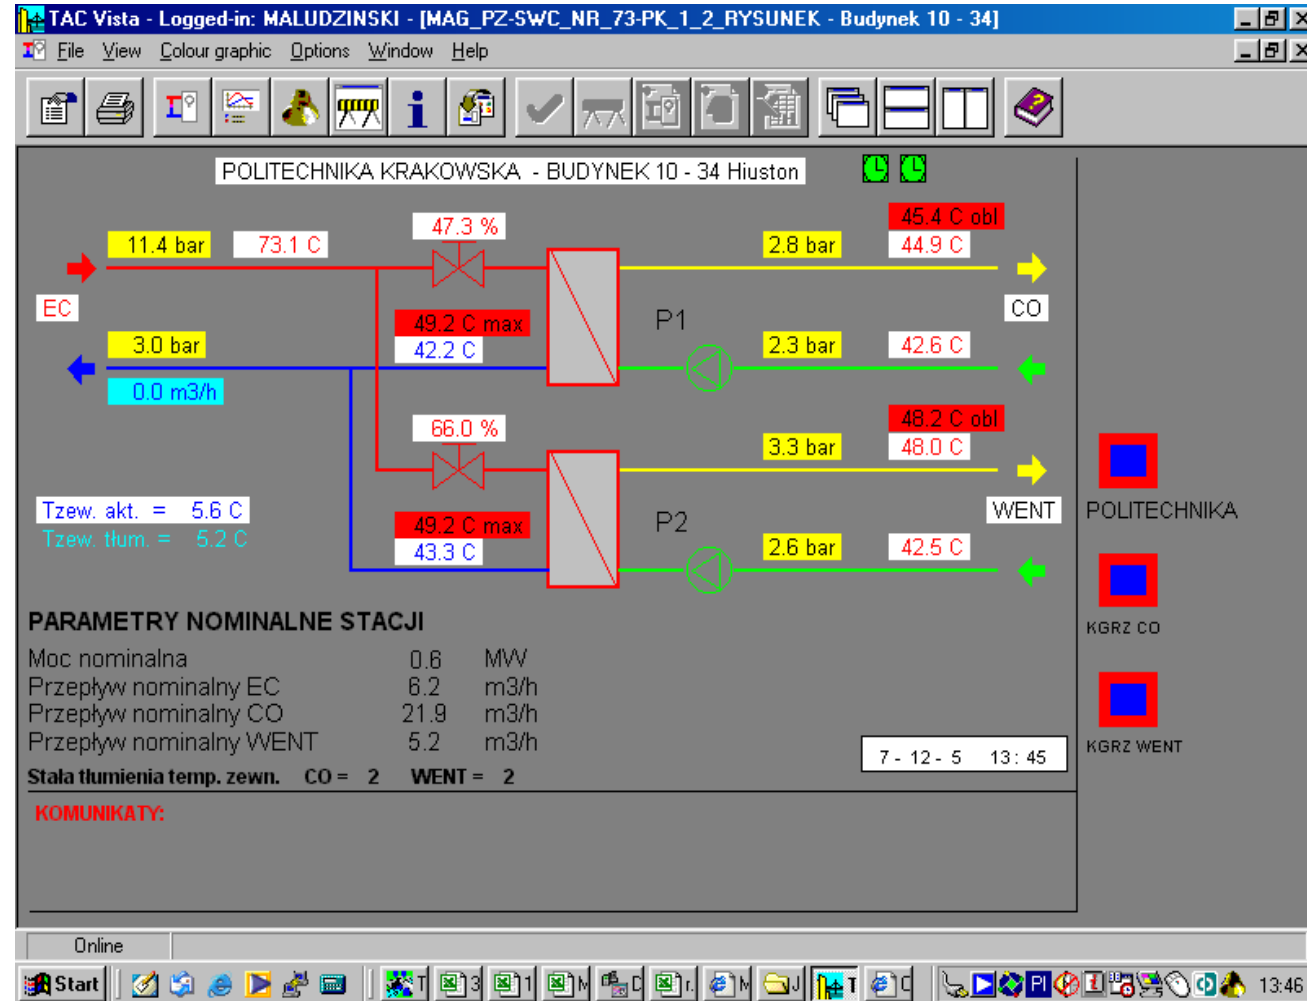 TAC Vista - Logged-in: MALUDZINSKI - [MAG_PZ-SWC_NR_73-PK_1_2_RYSUNEK - Budynek 10 - 34]
File View Colour graphic Options Window Help
POLITECHNIKA KRAKOWSKA - BUDYNEK 10 - 34 Hiuston
47.3 %
45.4 C obl
11.4 bar 73.1 C 2.8 bar 44.9 C
EC CO
49.2 C max P1
3.0 bar 42.2 C 2.3 bar 42.6 C
0.0 m3/h
66.0 % 48.2 C obl
3.3 bar 48.0 C
Tzew. akt. = 5.6 C WENT POLITECHNIKA
49.2 C max P2
Tzew. tłum. = 5.2 C
43.3 C 2.6 bar 42.5 C
PARAMETRY NOMINALNE STACJI
KGRZ CO
Moc nominalna 0.6 MW
Przepływ nominalny EC 6.2 m3/h
Przepływ nominalny CO 21.9 m3/h
Przepływ nominalny WENT 5.2 m3/h
KGRZ WENT
7 - 12 - 5 13: 45
Stała tłumienia temp. zewn. CO = 2 WENT = 2
KOMUNIKATY:
Online
Start T 3 1 M D r. M J T C PI 13:46